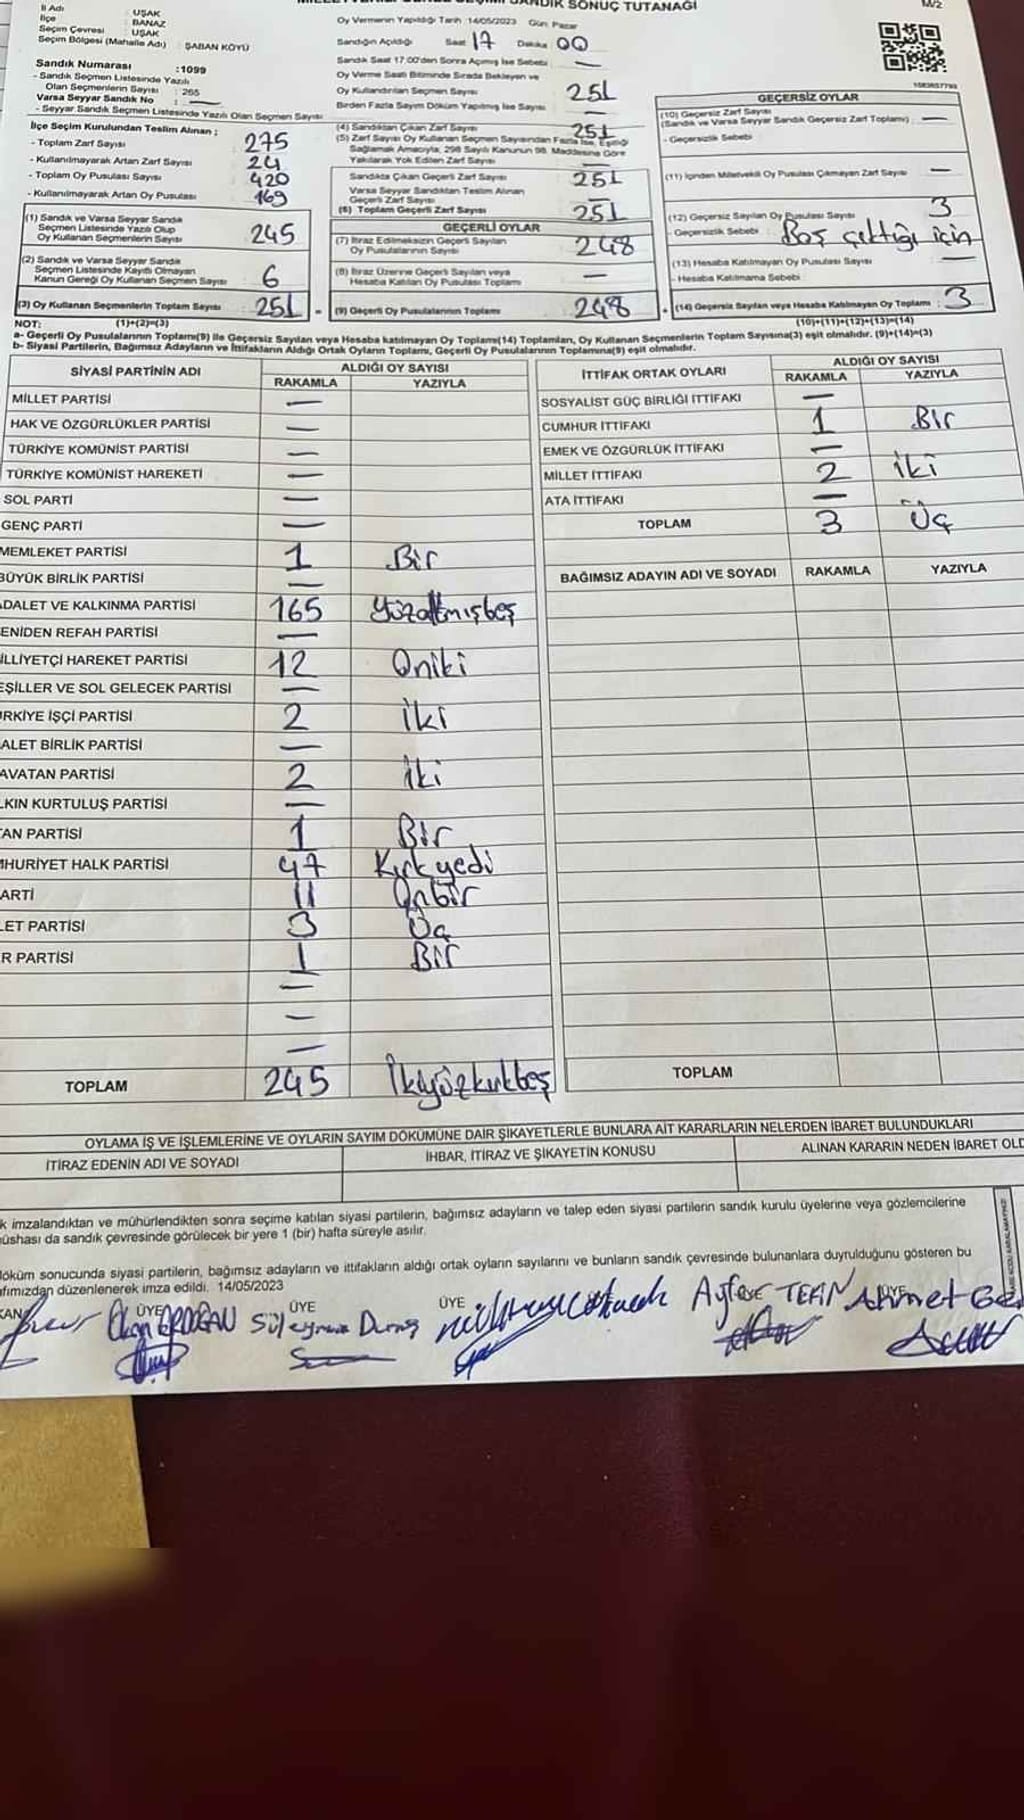 SANDIK SONUÇ TUTANAĞI
M/2
İl Adı : UŞAK
İlçe : BANAZ
Seçim Çevresi : UŞAK
Seçim Bölgesi (Mahalle Adı) : ŞABAN KÖYÜ
Oy Vermenin Yapıldığı Tarih 14/05/2023 Gün: Pazar
Sandığın Açıldığı Saat 17 Dakika 00
Sandık Saat 17.00'den Sonra Açılmış İse Sebebi —
Sandık Numarası : 1099
- Sandık Seçmen Listesinde Yazılı
Olan Seçmenlerin Sayısı : 265
Varsa Seyyar Sandık No : —
- Seyyar Sandık Seçmen Listesinde Yazılı Olan Seçmen Sayısı
Oy Verme Saati Bitiminde Sırada Bekleyen ve
Oy Kullandırılan Seçmen Sayısı 251
Birden Fazla Sayım Döküm Yapılmış İse Sayısı —
İlçe Seçim Kurulundan Teslim Alınan ;
- Toplam Zarf Sayısı 275
- Kullanılmayarak Artan Zarf Sayısı 24
- Toplam Oy Pusulası Sayısı 420
- Kullanılmayarak Artan Oy Pusulası 169
(1) Sandık ve Varsa Seyyar Sandık
Seçmen Listesinde Yazılı Olup
Oy Kullanan Seçmenlerin Sayısı 245
(2) Sandık ve Varsa Seyyar Sandık
Seçmen Listesinde Kayıtlı Olmayan
Kanun Gereği Oy Kullanan Seçmen Sayısı 6
(3) Oy Kullanan Seçmenlerin Toplam Sayısı 251
(1)+(2)=(3)
(4) Sandıktan Çıkan Zarf Sayısı 251
(5) Zarf Sayısı Oy Kullanan Seçmen Sayısından Fazla İse, Eşitliği
Sağlamak Amacıyla, 298 Sayılı Kanunun 98. Maddesine Göre
Yakılarak Yok Edilen Zarf Sayısı —
Sandıkta Çıkan Geçerli Zarf Sayısı 251
Varsa Seyyar Sandıktan Teslim Alınan
Geçerli Zarf Sayısı —
(6) Toplam Geçerli Zarf Sayısı 251
GEÇERLİ OYLAR
(7) İtiraz Edilmeksizin Geçerli Sayılan
Oy Pusulalarının Sayısı 248
(8) İtiraz Üzerine Geçerli Sayılan veya
Hesaba Katılan Oy Pusulası Toplamı —
(9) Geçerli Oy Pusulalarının Toplamı 248
GEÇERSİZ OYLAR
(10) Geçersiz Zarf Sayısı
(Sandık ve Varsa Seyyar Sandık Geçersiz Zarf Toplamı) —
- Geçersizlik Sebebi
(11) İçinden Milletvekili Oy Pusulası Çıkmayan Zarf Sayısı —
(12) Geçersiz Sayılan Oy Pusulası Sayısı 3
- Geçersizlik Sebebi Boş çıktığı için
(13) Hesaba Katılmayan Oy Pusulası Sayısı —
- Hesaba Katılmama Sebebi
(14) Geçersiz Sayılan veya Hesaba Katılmayan Oy Toplamı 3
(10)+(11)+(12)+(13)=(14)
NOT:
a- Geçerli Oy Pusulalarının Toplamı(9) ile Geçersiz Sayılan veya Hesaba katılmayan Oy Toplamı(14) Toplamları, Oy Kullanan Seçmenlerin Toplam Sayısına(3) eşit olmalıdır. (9)+(14)=(3)
b- Siyasi Partilerin, Bağımsız Adayların ve İttifakların Aldığı Ortak Oyların Toplamı, Geçerli Oy Pusulalarının Toplamına(9) eşit olmalıdır.
SİYASİ PARTİNİN ADI ALDIĞI OY SAYISI
RAKAMLA YAZIYLA
MİLLET PARTİSİ —
HAK VE ÖZGÜRLÜKLER PARTİSİ —
TÜRKİYE KOMÜNİST PARTİSİ —
TÜRKİYE KOMÜNİST HAREKETİ —
SOL PARTİ —
GENÇ PARTİ —
MEMLEKET PARTİSİ 1 Bir
BÜYÜK BİRLİK PARTİSİ —
ADALET VE KALKINMA PARTİSİ 165 Yüzaltmışbeş
ENİDEN REFAH PARTİSİ —
İLLİYETÇİ HAREKET PARTİSİ 12 Oniki
EŞİLLER VE SOL GELECEK PARTİSİ —
RKİYE İŞÇİ PARTİSİ 2 İki
ALET BİRLİK PARTİSİ —
AVATAN PARTİSİ 2 İki
LKIN KURTULUŞ PARTİSİ —
TAN PARTİSİ 1 Bir
MHURİYET HALK PARTİSİ 47 Kırkyedi
ARTİ 11 Onbir
LET PARTİSİ 3 Üç
R PARTİSİ 1 Bir
—
—
—
TOPLAM 245 İkiyüzkırkbeş
İTTİFAK ORTAK OYLARI ALDIĞI OY SAYISI
RAKAMLA YAZIYLA
SOSYALİST GÜÇ BİRLİĞİ İTTİFAKI —
CUMHUR İTTİFAKI 1 Bir
EMEK VE ÖZGÜRLÜK İTTİFAKI —
MİLLET İTTİFAKI 2 İki
ATA İTTİFAKI —
TOPLAM 3 Üç
BAĞIMSIZ ADAYIN ADI VE SOYADI RAKAMLA YAZIYLA
TOPLAM
OYLAMA İŞ VE İŞLEMLERİNE VE OYLARIN SAYIM DÖKÜMÜNE DAİR ŞİKAYETLERLE BUNLARA AİT KARARLARIN NELERDEN İBARET BULUNDUKLARI
İTİRAZ EDENİN ADI VE SOYADI İHBAR, İTİRAZ VE ŞİKAYETİN KONUSU ALINAN KARARIN NEDEN İBARET OLD
k imzalandıktan ve mühürlendikten sonra seçime katılan siyasi partilerin, bağımsız adayların ve talep eden siyasi partilerin sandık kurulu üyelerine veya gözlemcilerine
üshası da sandık çevresinde görülecek bir yere 1 (bir) hafta süreyle asılır.
döküm sonucunda siyasi partilerin, bağımsız adayların ve ittifakların aldığı ortak oyların sayılarını ve bunların sandık çevresinde bulunanlara duyurulduğunu gösteren bu
afımızdan düzenlenerek imza edildi. 14/05/2023
KAN ÜYE ÜYE ÜYE ÜYE
ERDOĞAN Süleyman Durmuş Ayfer TEKİN Ahmet